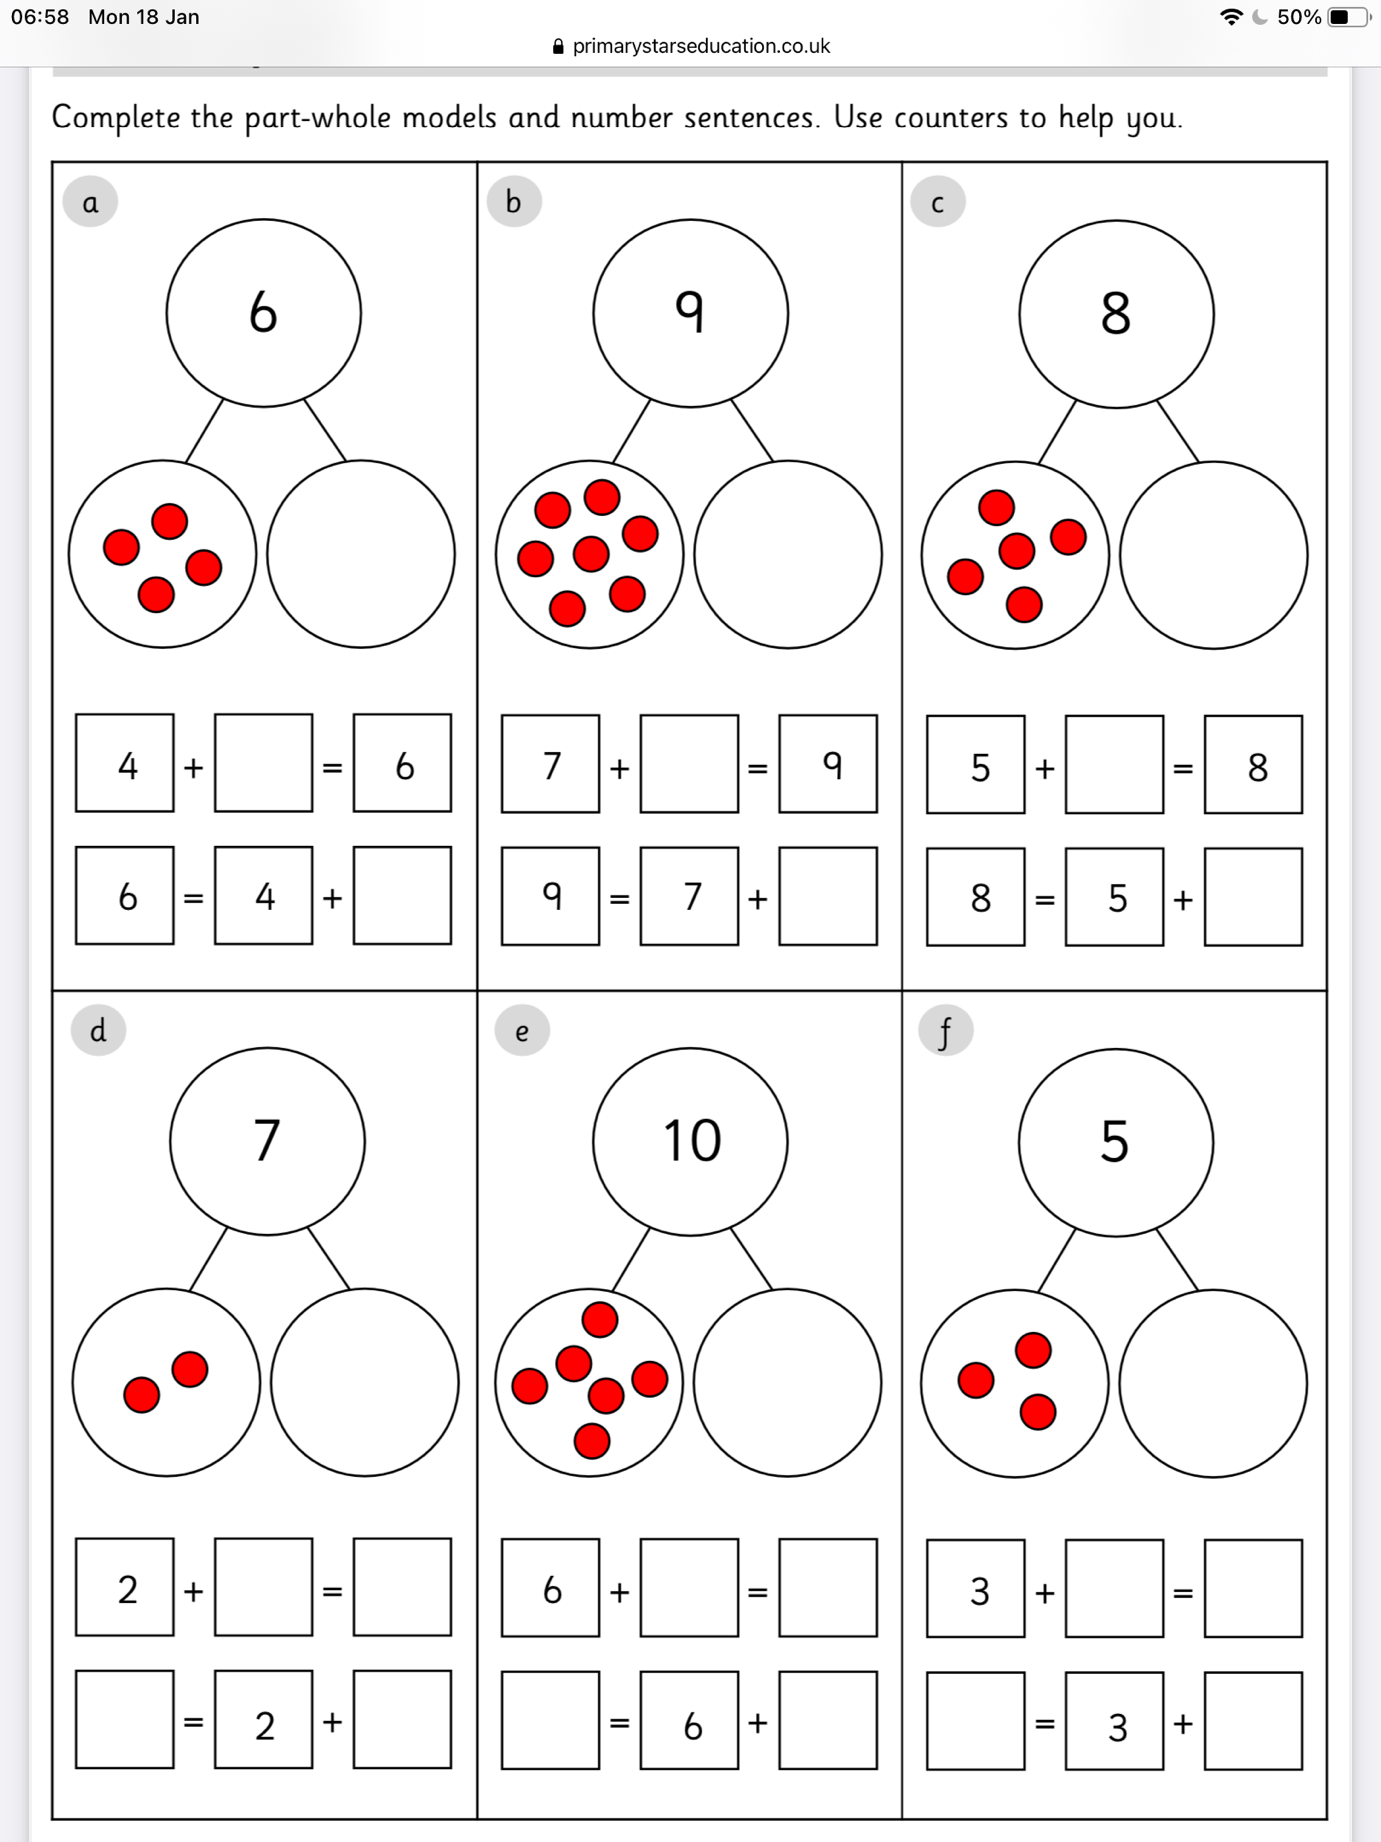 06:58 Mon 18 Jan 50%
primarystarseducation.co.uk
Complete the part-whole models and number sentences. Use counters to help you.
a b c
6 9 8
4 + = 6 7 + = 9 5 + = 8
6 = 4 + 9 = 7 + 8 = 5 +
d e f
7 10 5
2 + = 6 + = 3 + =
= 2 + = 6 + = 3 +